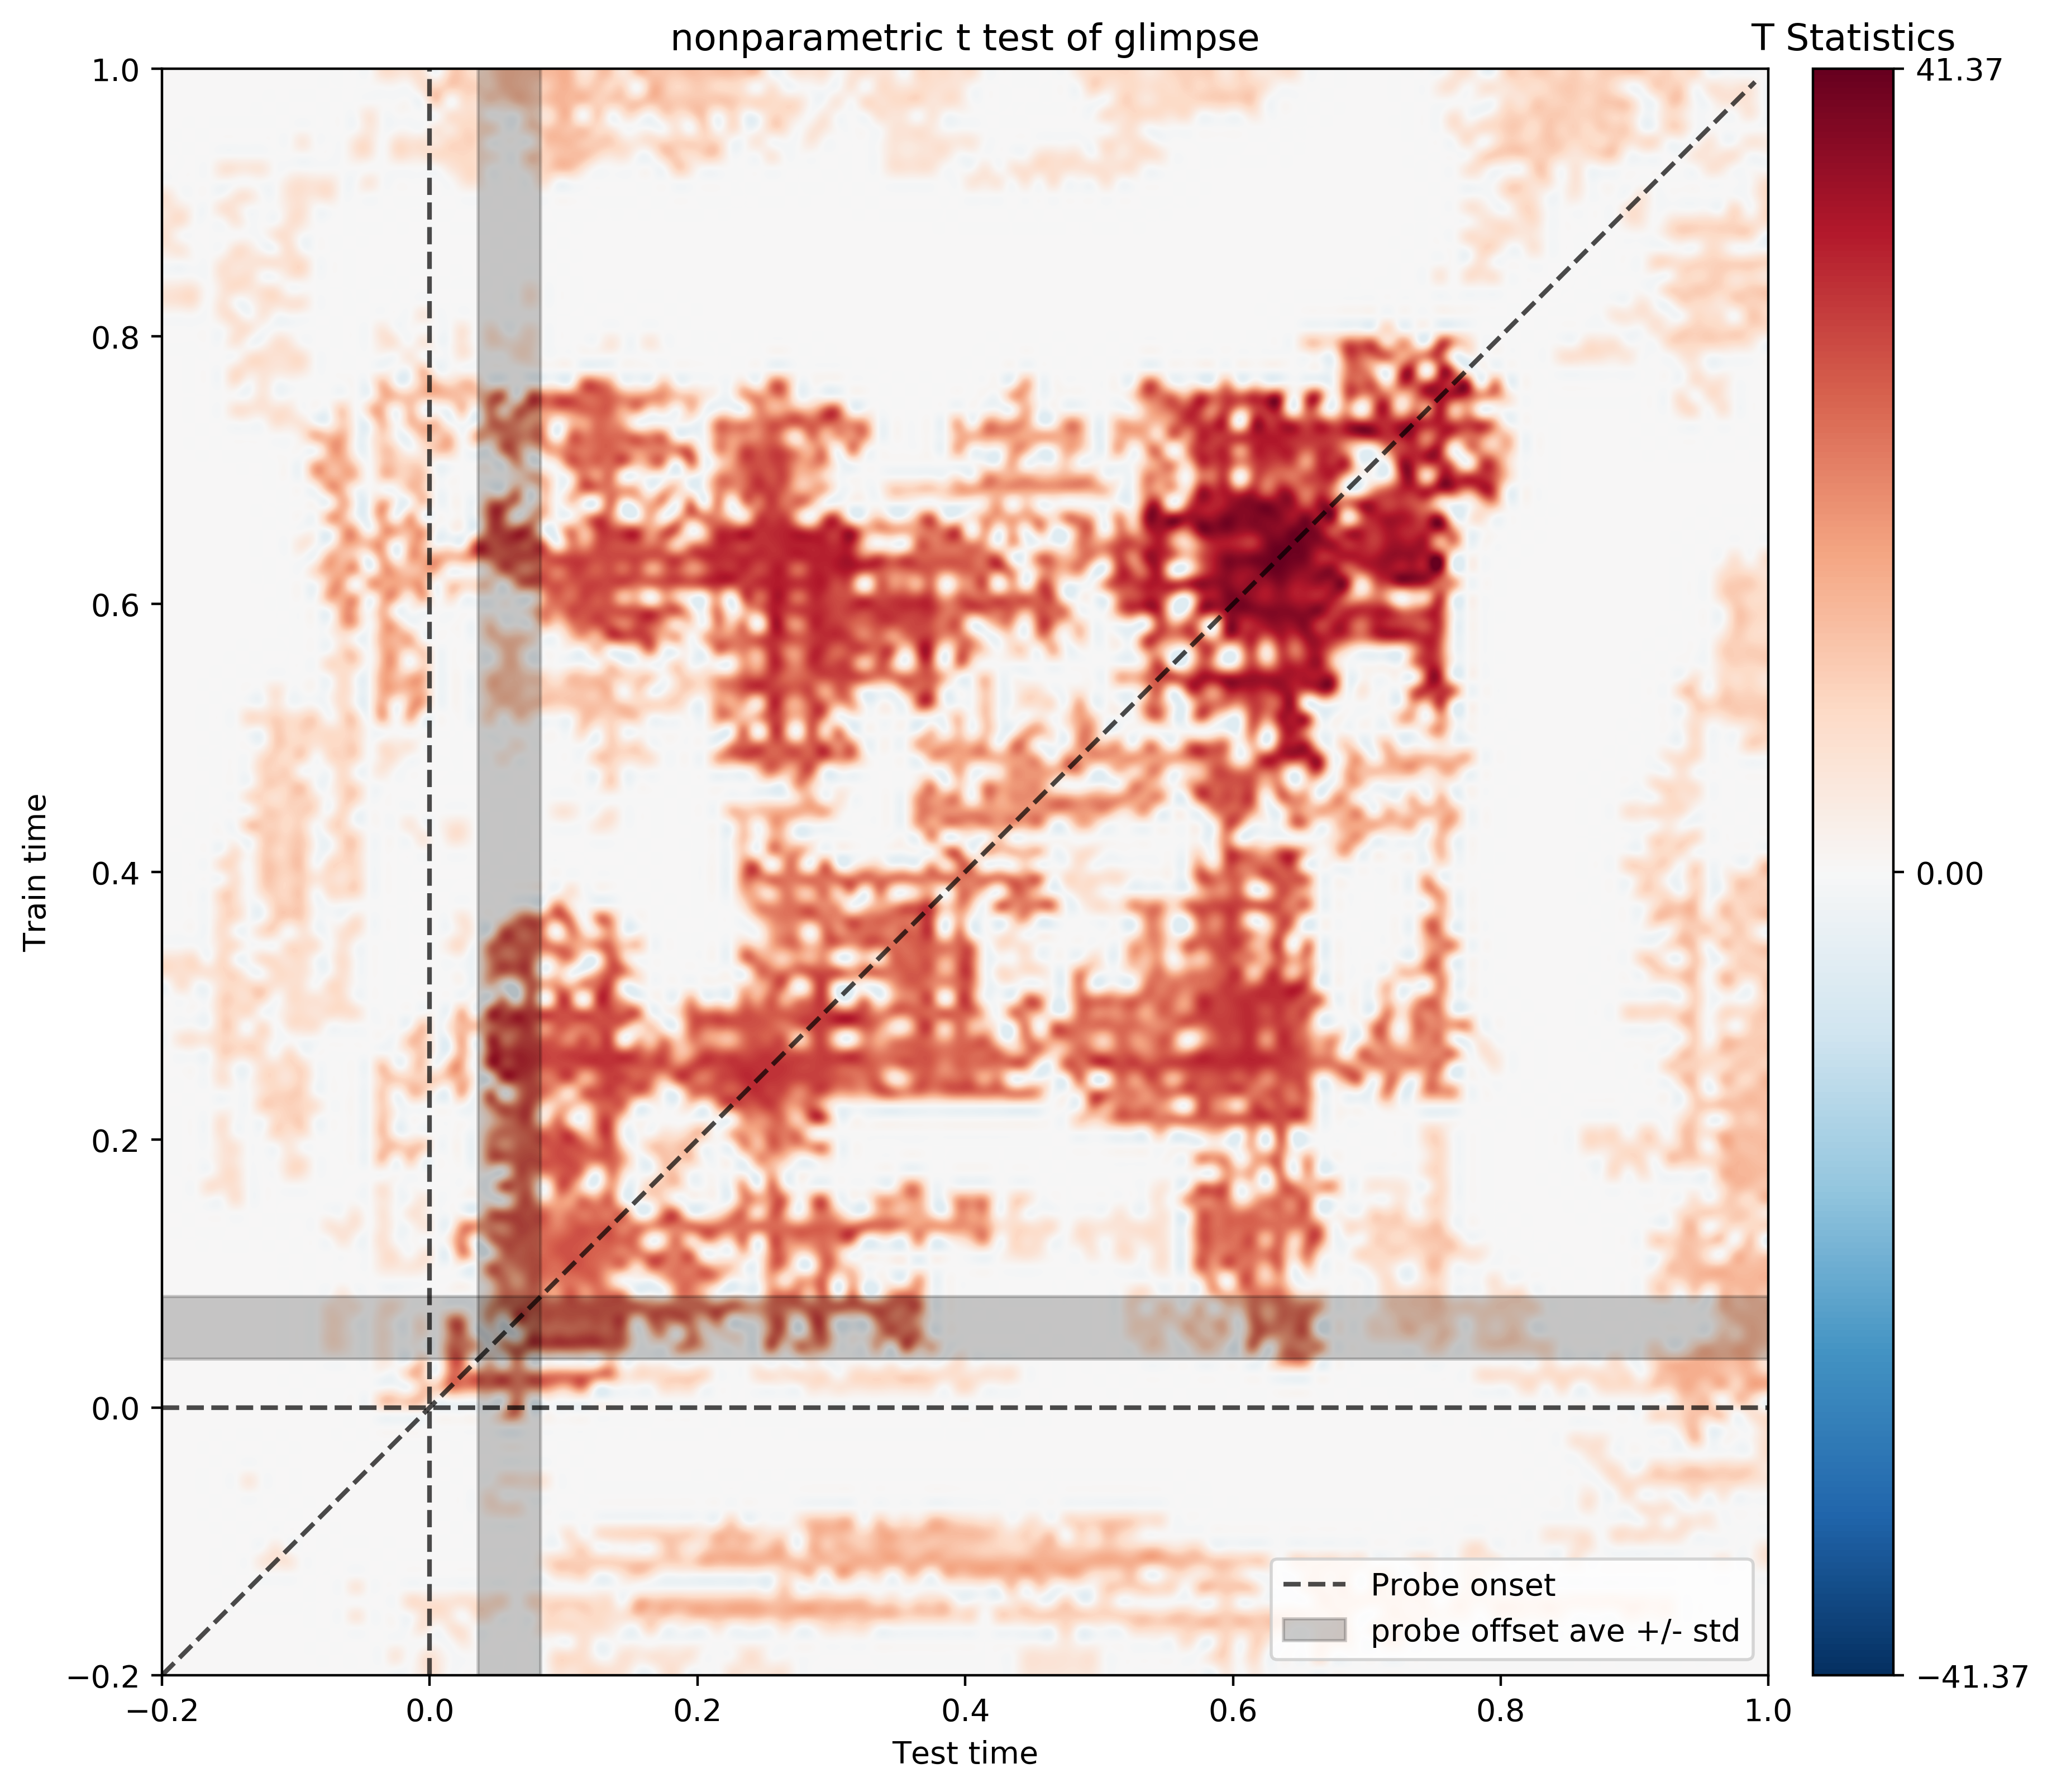 nonparametric t test of glimpse
T Statistics
41.37
0.00
−41.37
1.0
0.8
0.6
0.4
0.2
0.0
−0.2
Train time
Probe onset
probe offset ave +/- std
−0.2
0.0
0.2
0.4
0.6
0.8
1.0
Test time